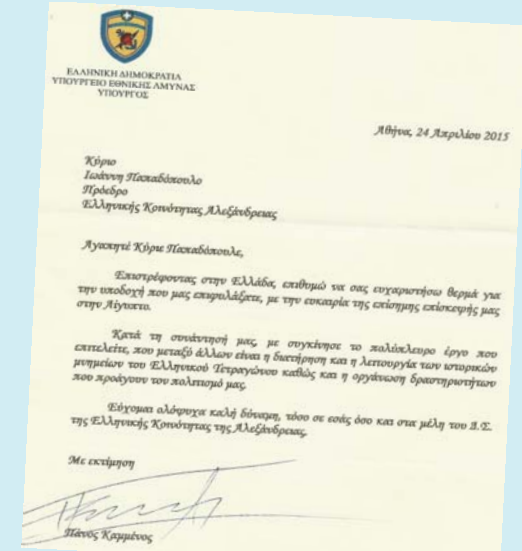 ΕΛΛΗΝΙΚΗ ΔΗΜΟΚΡΑΤΙΑ
ΥΠΟΥΡΓΕΙΟ ΕΘΝΙΚΗΣ ΑΜΥΝΑΣ
ΥΠΟΥΡΓΟΣ
Αθήνα, 24 Απριλίου 2015
Κύριο
Ιωάννη Παπαδόπουλο
Πρόεδρο
Ελληνικής Κοινότητας Αλεξάνδρειας
Αγαπητέ Κύριε Παπαδόπουλε,
Επιστρέφοντας στην Ελλάδα, επιθυμώ να σας ευχαριστήσω θερμά για
την υποδοχή που μας επιφυλάξατε, με την ευκαιρία της επίσημης επίσκεψής μας
στην Αίγυπτο.
Κατά τη συνάντησή μας, με συγκίνησε το πολύπλευρο έργο που
επιτελείτε, που μεταξύ άλλων είναι η διατήρηση και η λειτουργία των ιστορικών
μνημείων του Ελληνικού Τετραγώνου καθώς και η οργάνωση δραστηριοτήτων
που προάγουν τον πολιτισμό μας.
Εύχομαι ολόψυχα καλή δύναμη, τόσο σε εσάς όσο και στα μέλη του Δ.Σ.
της Ελληνικής Κοινότητας της Αλεξάνδρειας.
Με εκτίμηση
Πάνος Καμμένος